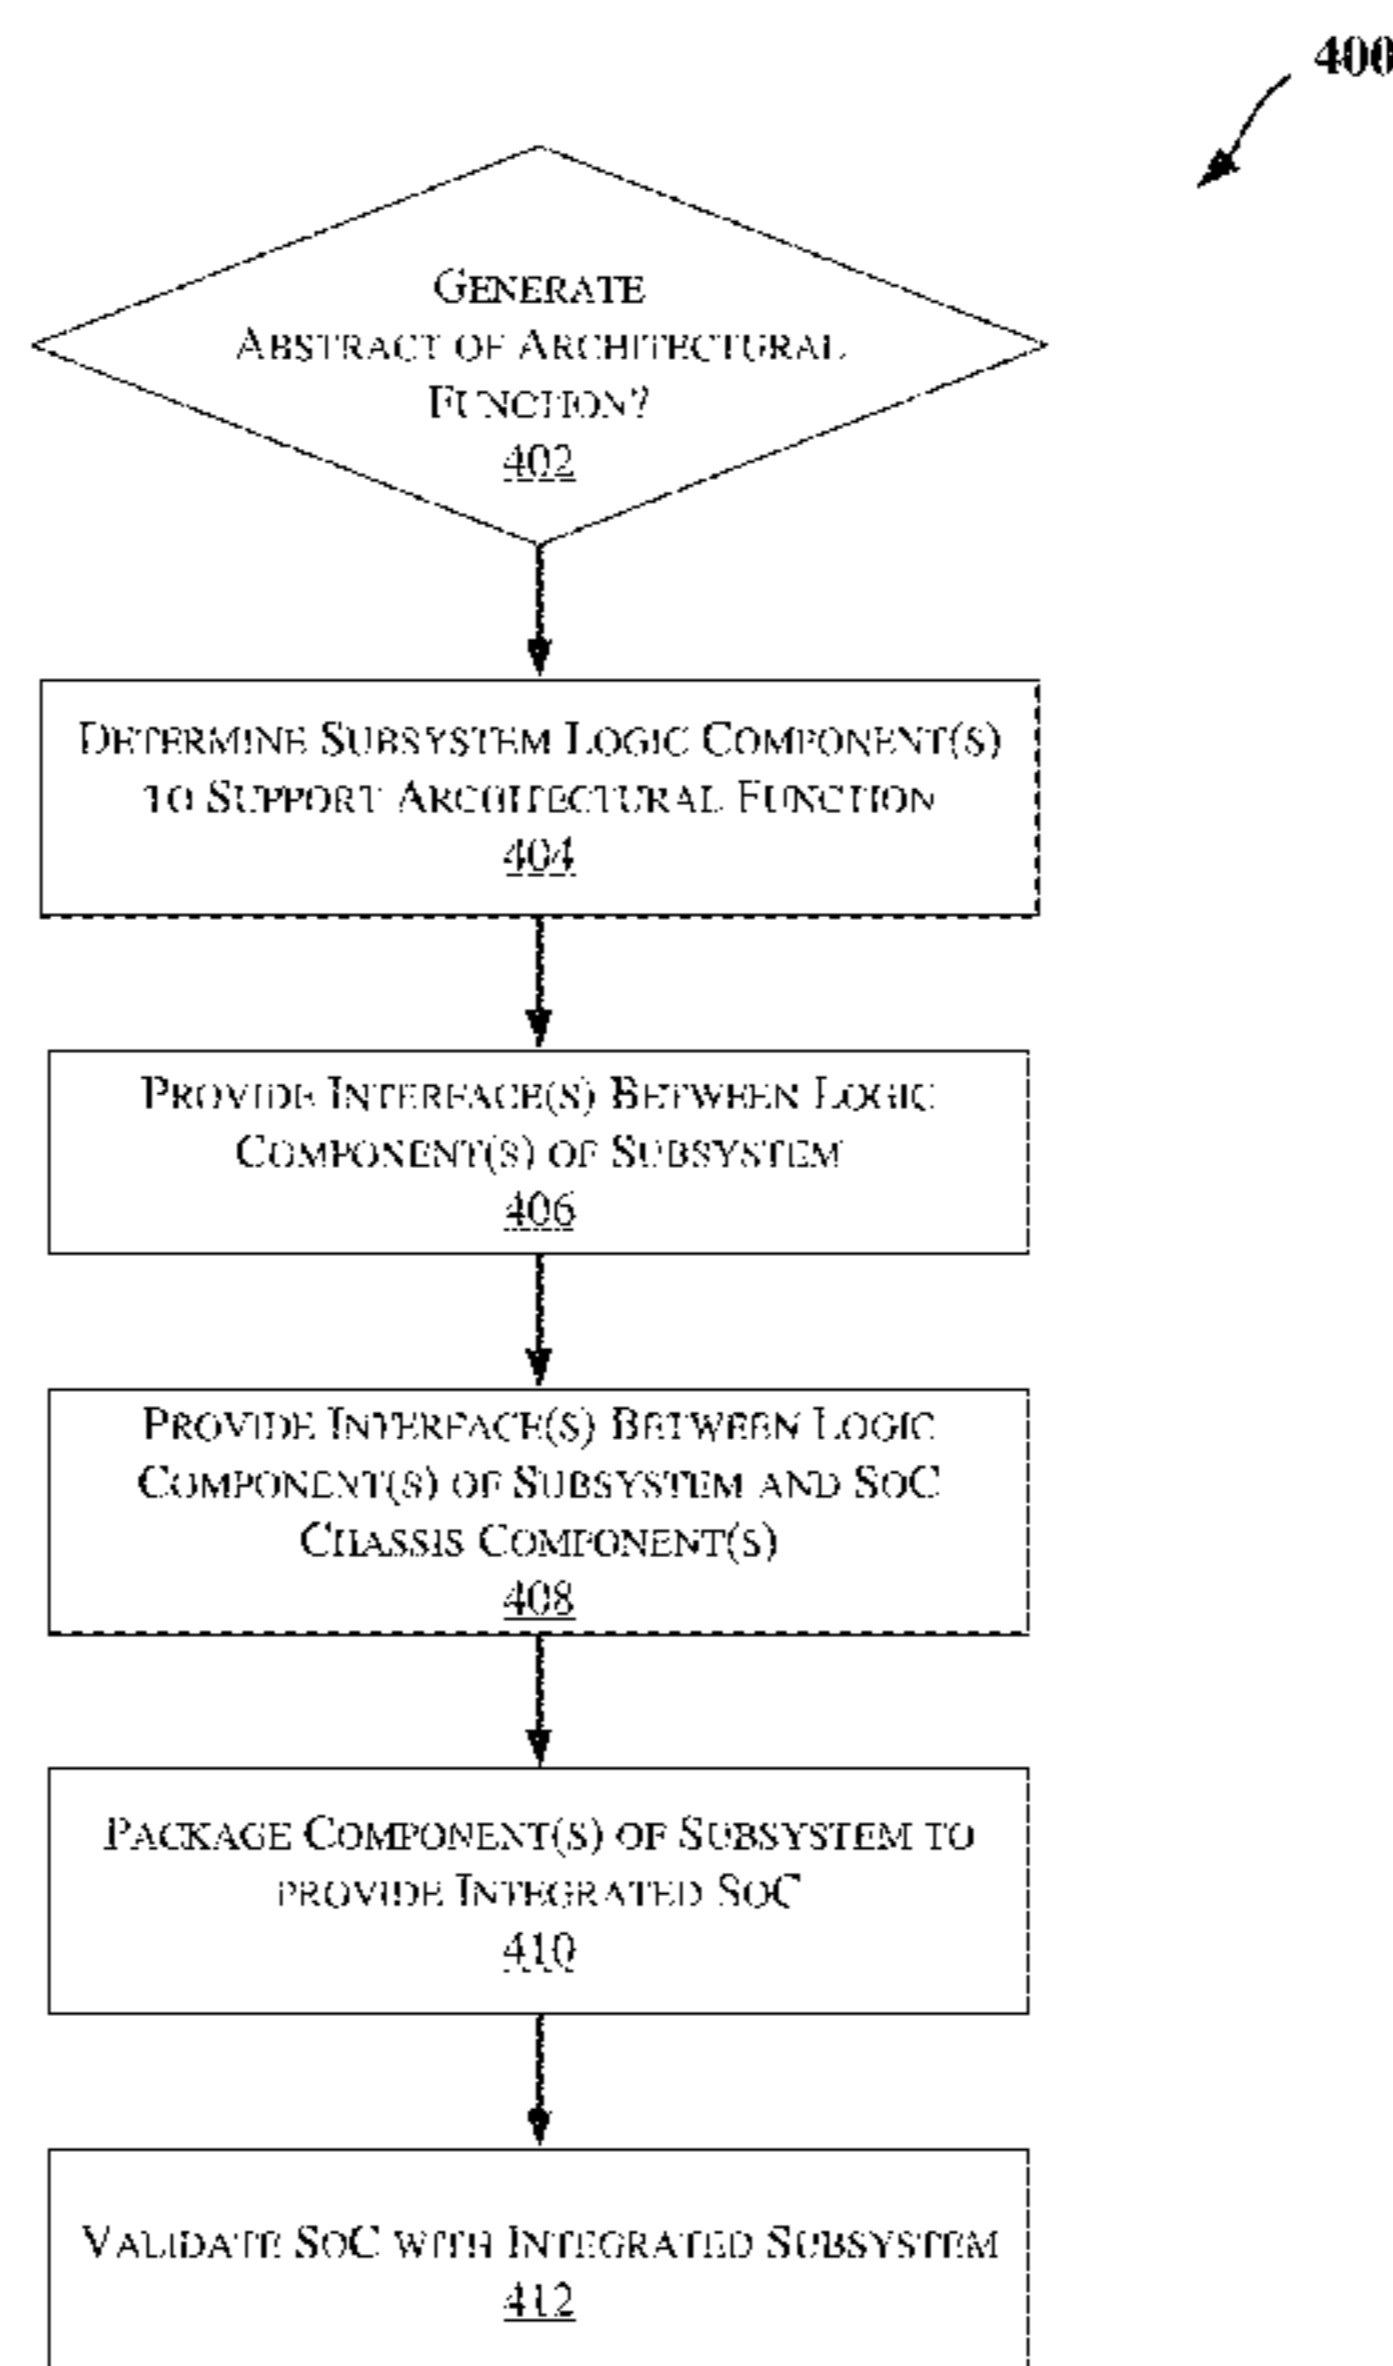 400
GENERATE
ABSTRACT OF ARCHITECTURAL
FUNCTION?
402
DETERMINE SUBSYSTEM LOGIC COMPONENT(S)
TO SUPPORT ARCHITECTURAL FUNCTION
404
PROVIDE INTERFACE(S) BETWEEN LOGIC
COMPONENT(S) OF SUBSYSTEM
406
PROVIDE INTERFACE(S) BETWEEN LOGIC
COMPONENT(S) OF SUBSYSTEM AND SOC
CHASSIS COMPONENT(S)
408
PACKAGE COMPONENT(S) OF SUBSYSTEM TO
PROVIDE INTEGRATED SOC
410
VALIDATE SOC WITH INTEGRATED SUBSYSTEM
412